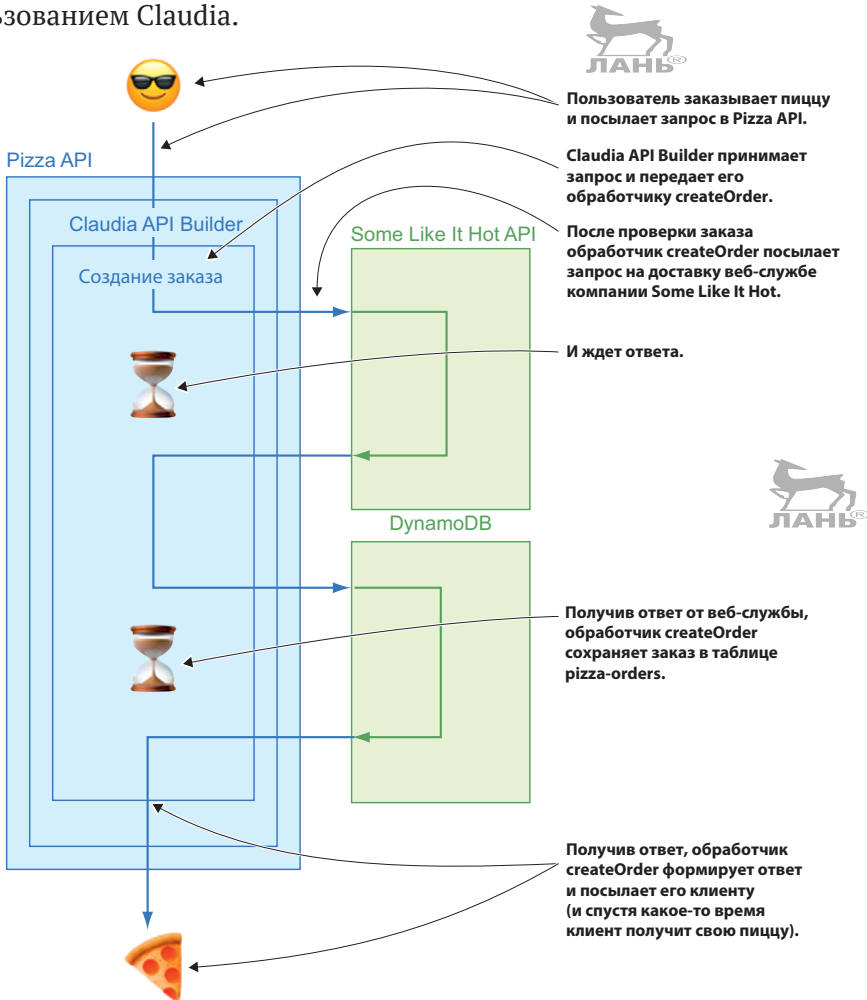 ьзованием Claudia.
ЛАНЬ®
Пользователь заказывает пиццу
и посылает запрос в Pizza API.
Pizza API
Claudia API Builder принимает
запрос и передает его
обработчику createOrder.
Claudia API Builder
Создание заказа
Some Like It Hot API
После проверки заказа
обработчик createOrder посылает
запрос на доставку веб-службе
компании Some Like It Hot.
И ждет ответа.
ЛАНЬ®
DynamoDB
Получив ответ от веб-службы,
обработчик createOrder
сохраняет заказ в таблице
pizza-orders.
Получив ответ, обработчик
createOrder формирует ответ
и посылает его клиенту
(и спустя какое-то время
клиент получит свою пиццу).